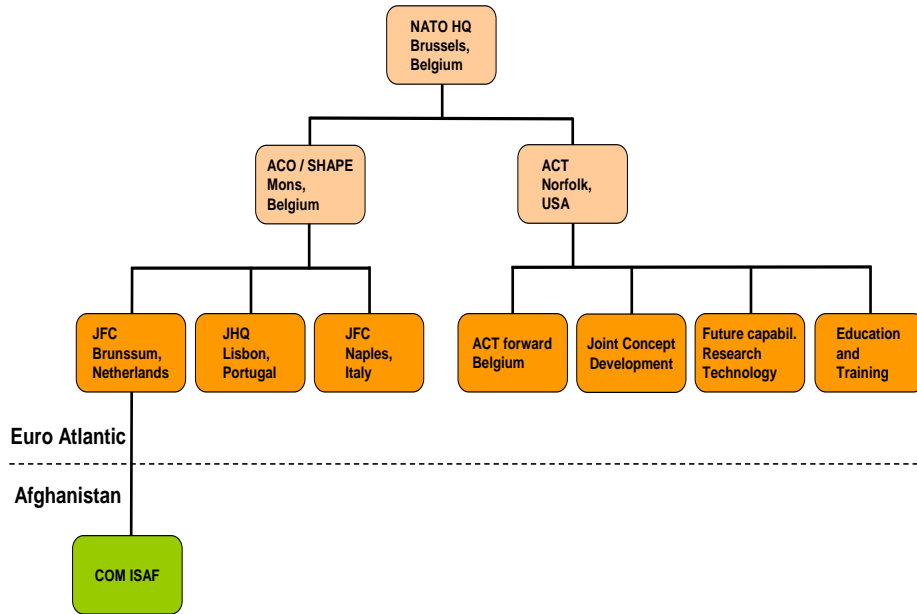 NATO HQ
Brussels,
Belgium
ACO / SHAPE
Mons,
Belgium
ACT
Norfolk,
USA
JFC
Brunssum,
Netherlands
JHQ
Lisbon,
Portugal
JFC
Naples,
Italy
ACT forward
Belgium
Joint Concept
Development
Future capabil.
Research
Technology
Education
and
Training
Euro Atlantic
Afghanistan
COM ISAF